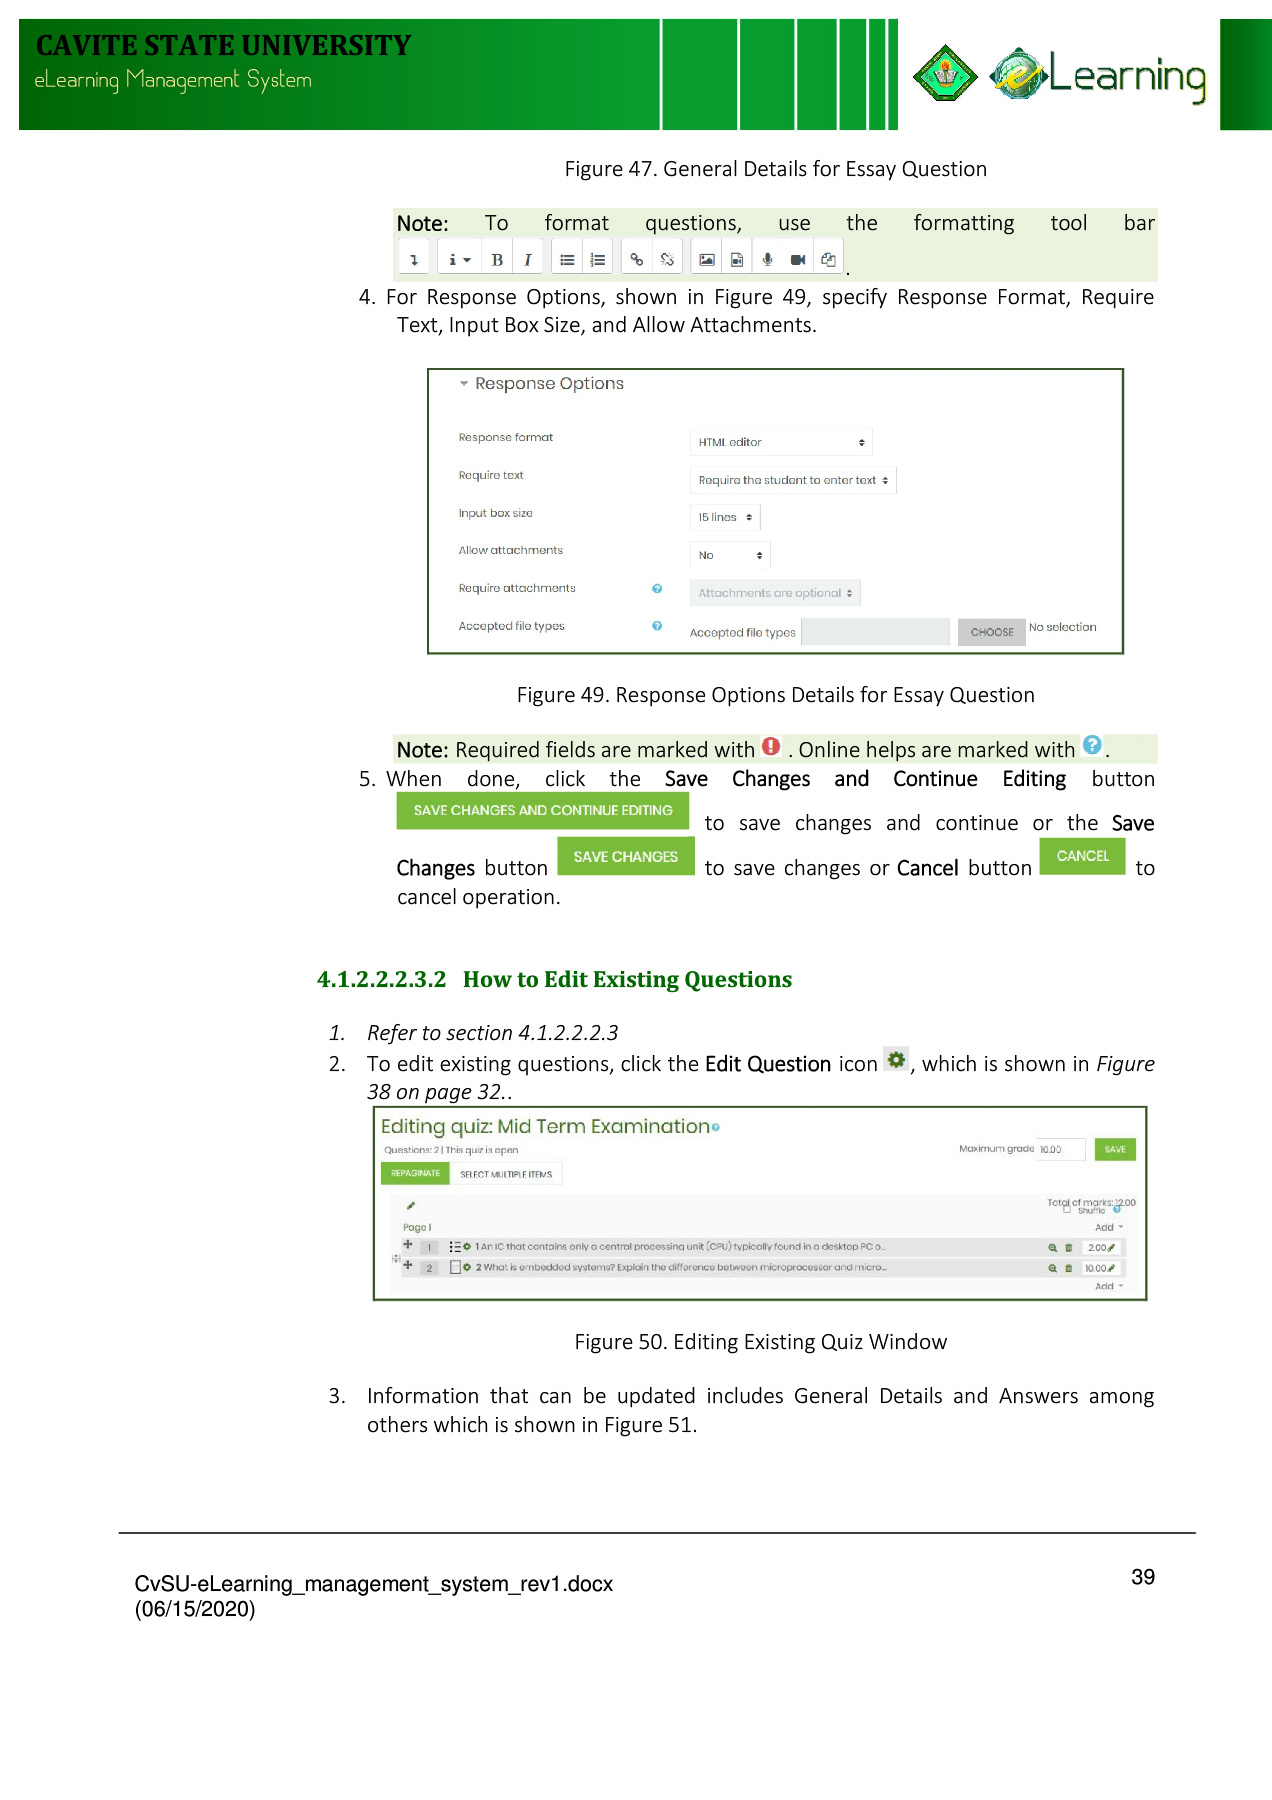 CAVITE STATE UNIVERSITY
eLearning Management System
eLearning
Figure 47. General Details for Essay Question
Note: To format questions, use the formatting tool bar
.
4. For Response Options, shown in Figure 49, specify Response Format, Require
Text, Input Box Size, and Allow Attachments.
Response Options
Response format HTML editor
Require text Require the student to enter text
Input box size 15 lines
Allow attachments No
Require attachments Attachments are optional
Accepted file types Accepted file types CHOOSE No selection
Figure 49. Response Options Details for Essay Question
Note: Required fields are marked with . Online helps are marked with .
5. When done, click the Save Changes and Continue Editing button
SAVE CHANGES AND CONTINUE EDITING to save changes and continue or the Save
Changes button SAVE CHANGES to save changes or Cancel button CANCEL to
cancel operation.
4.1.2.2.2.3.2 How to Edit Existing Questions
1. Refer to section 4.1.2.2.2.3
2. To edit existing questions, click the Edit Question icon , which is shown in Figure
38 on page 32..
Editing quiz: Mid Term Examination
Questions: 2 | This quiz is open Maximum grade 10.00 SAVE
REPAGINATE SELECT MULTIPLE ITEMS
Total of marks: 12.00
Shuffle
Page 1 Add
1 1 An IC that contains only a central processing unit (CPU) typically found in a desktop PC o... 2.00
2 2 What is embedded systems? Explain the difference between microprocessor and micro... 10.00
Add
Figure 50. Editing Existing Quiz Window
3. Information that can be updated includes General Details and Answers among
others which is shown in Figure 51.
CvSU-eLearning_management_system_rev1.docx 39
(06/15/2020)